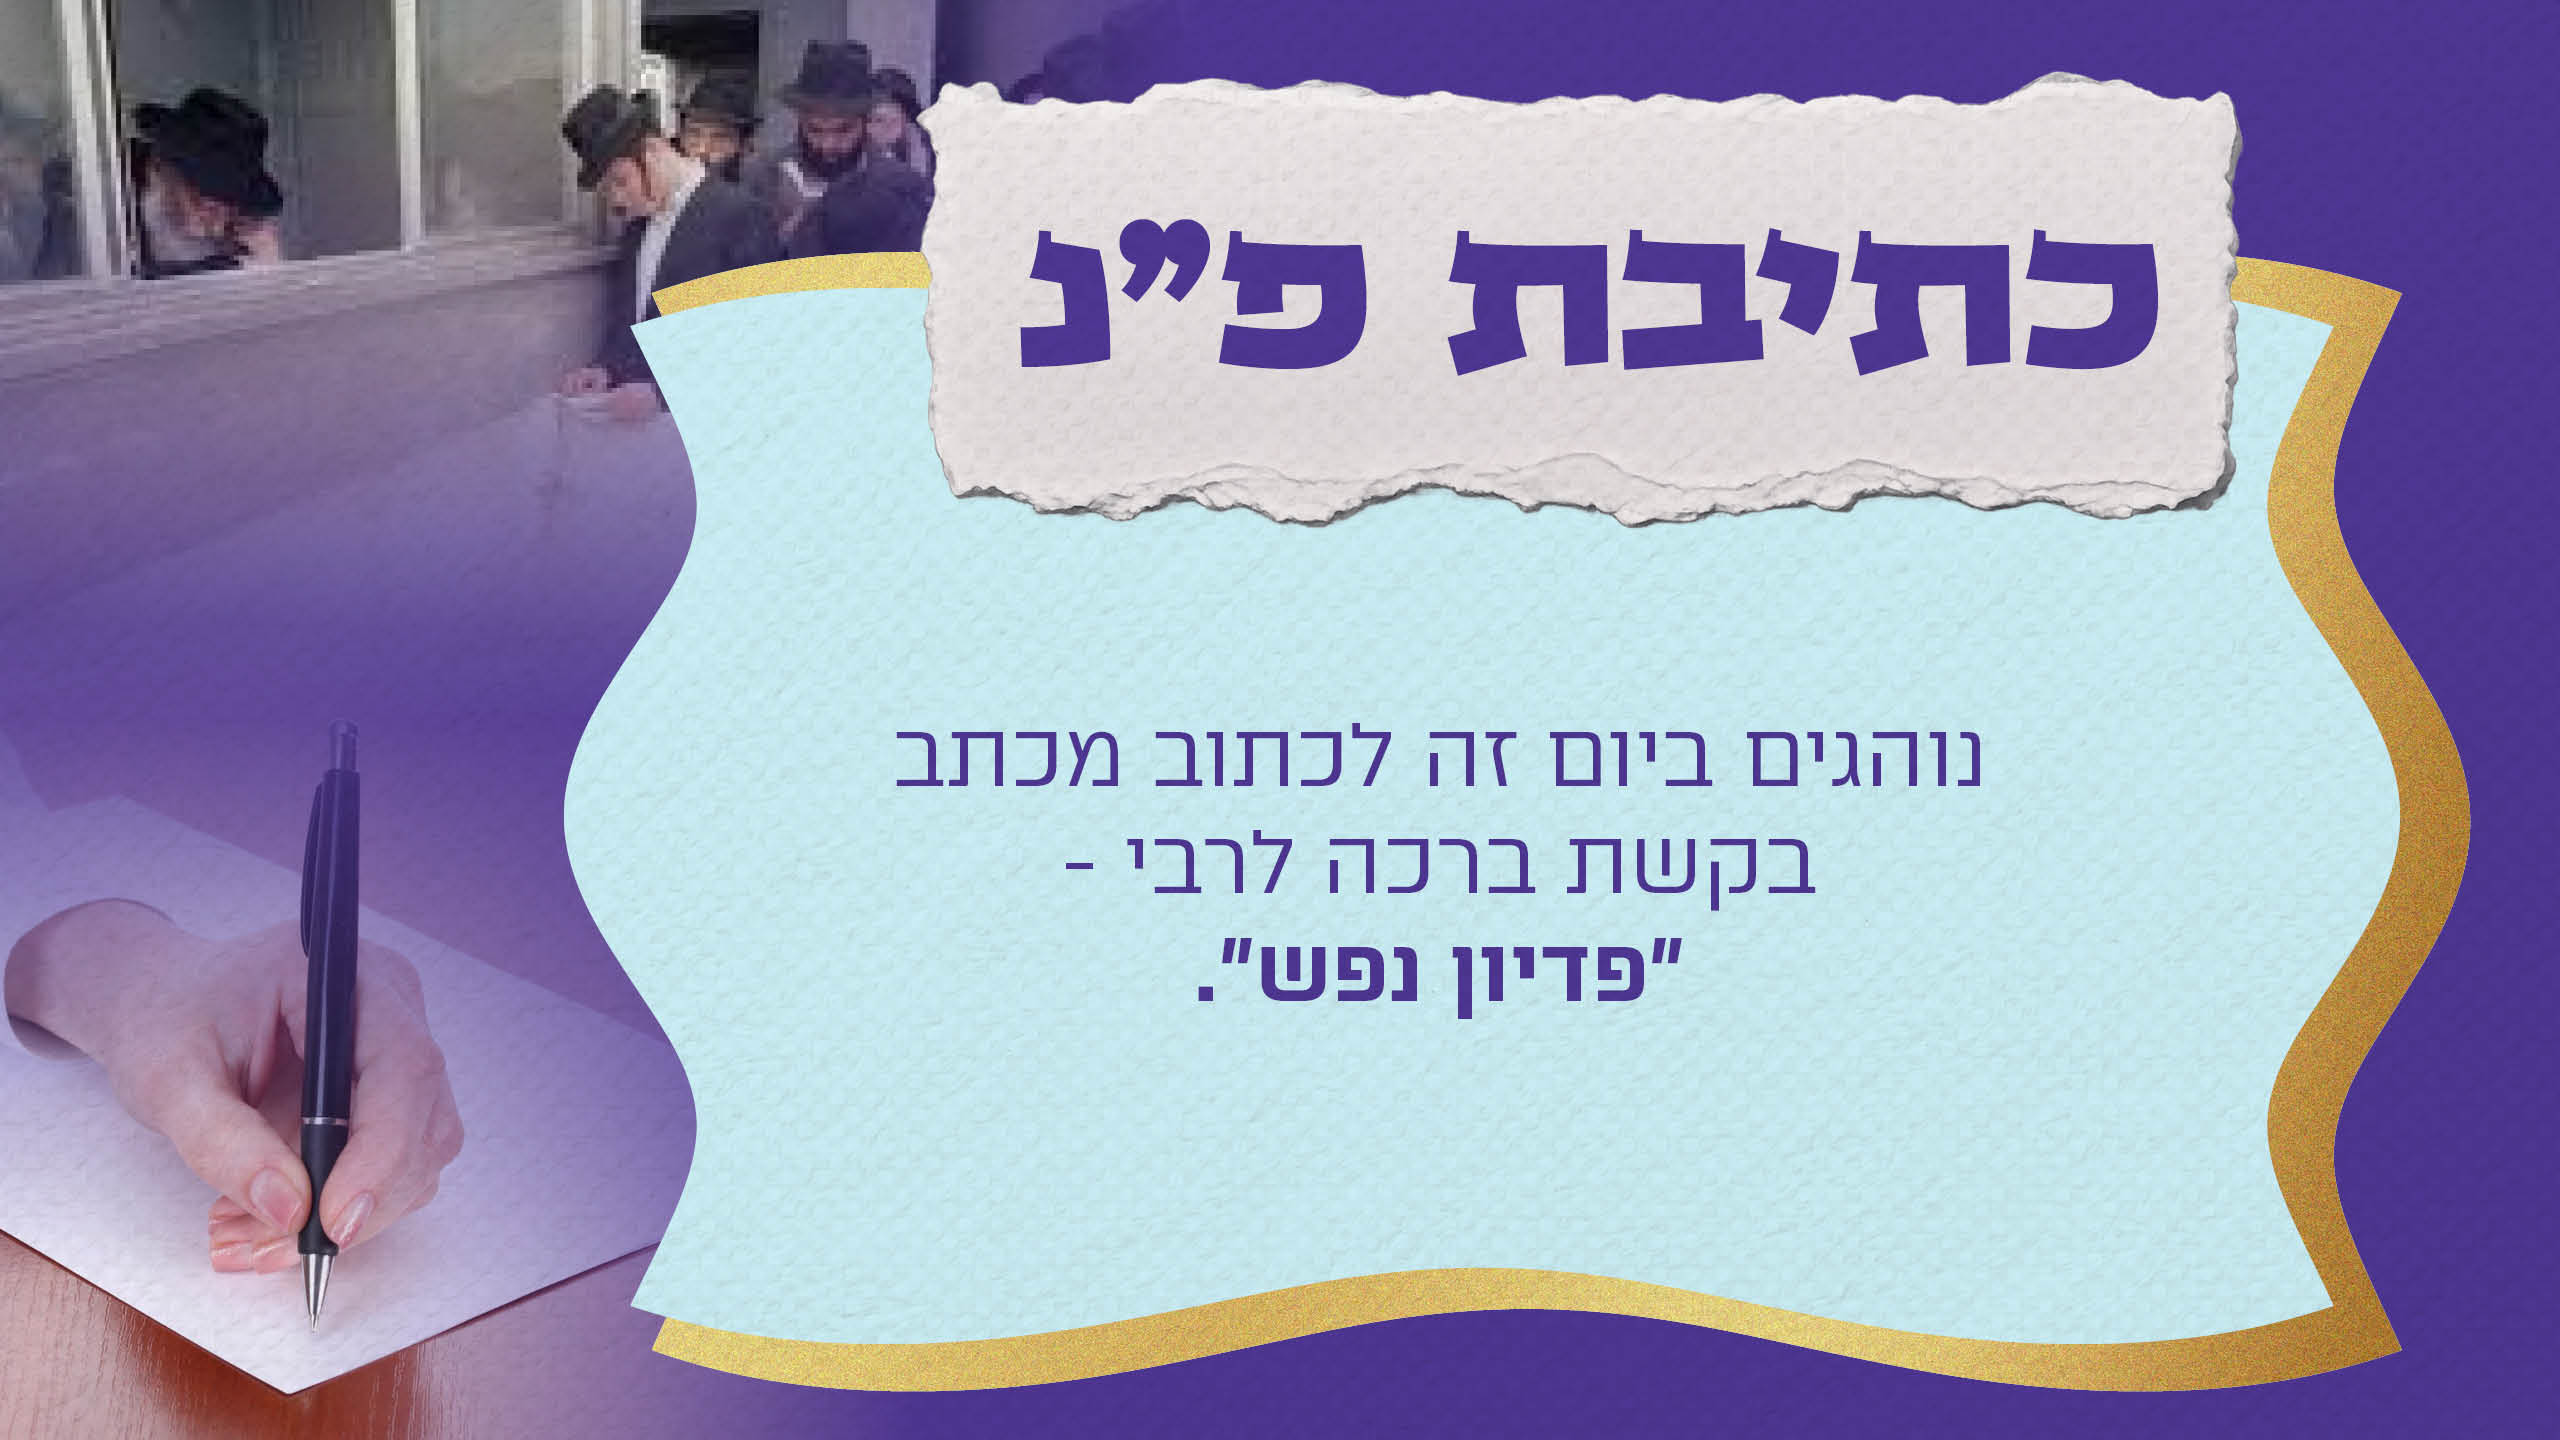 כתיבת פ"נ
נוהגים ביום זה לכתוב מכתב
בקשת ברכה לרבי -
"פדיון נפש".